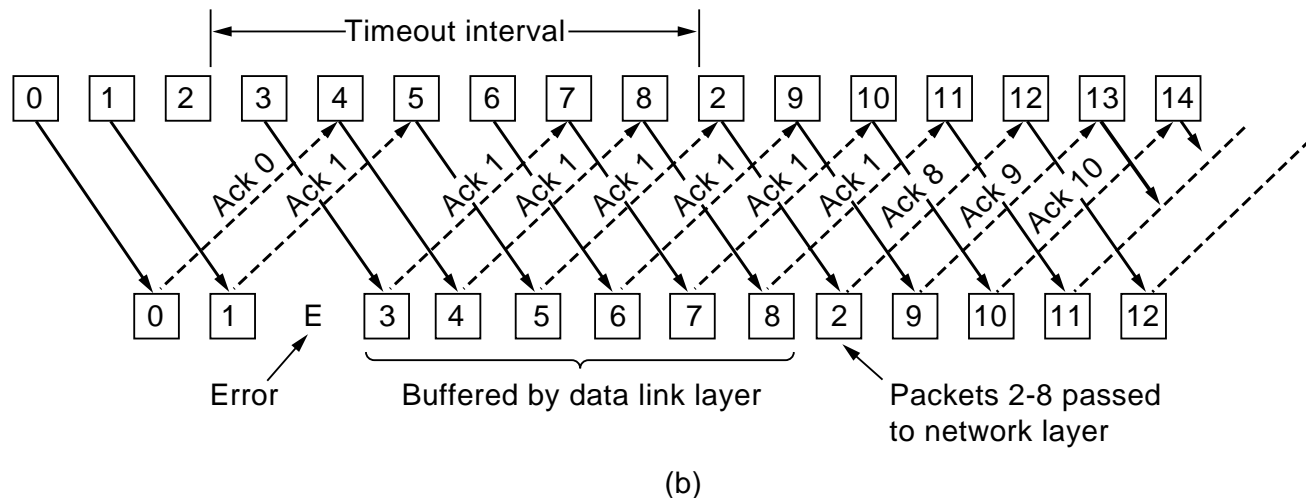 Timeout interval
0 1 2 3 4 5 6 7 8 2 9 10 11 12 13 14
Ack 0 Ack 1 Ack 1 Ack 1 Ack 1 Ack 1 Ack 1 Ack 8 Ack 9 Ack 10
0 1 E 3 4 5 6 7 8 2 9 10 11 12
Error Buffered by data link layer Packets 2-8 passed
to network layer
(b)